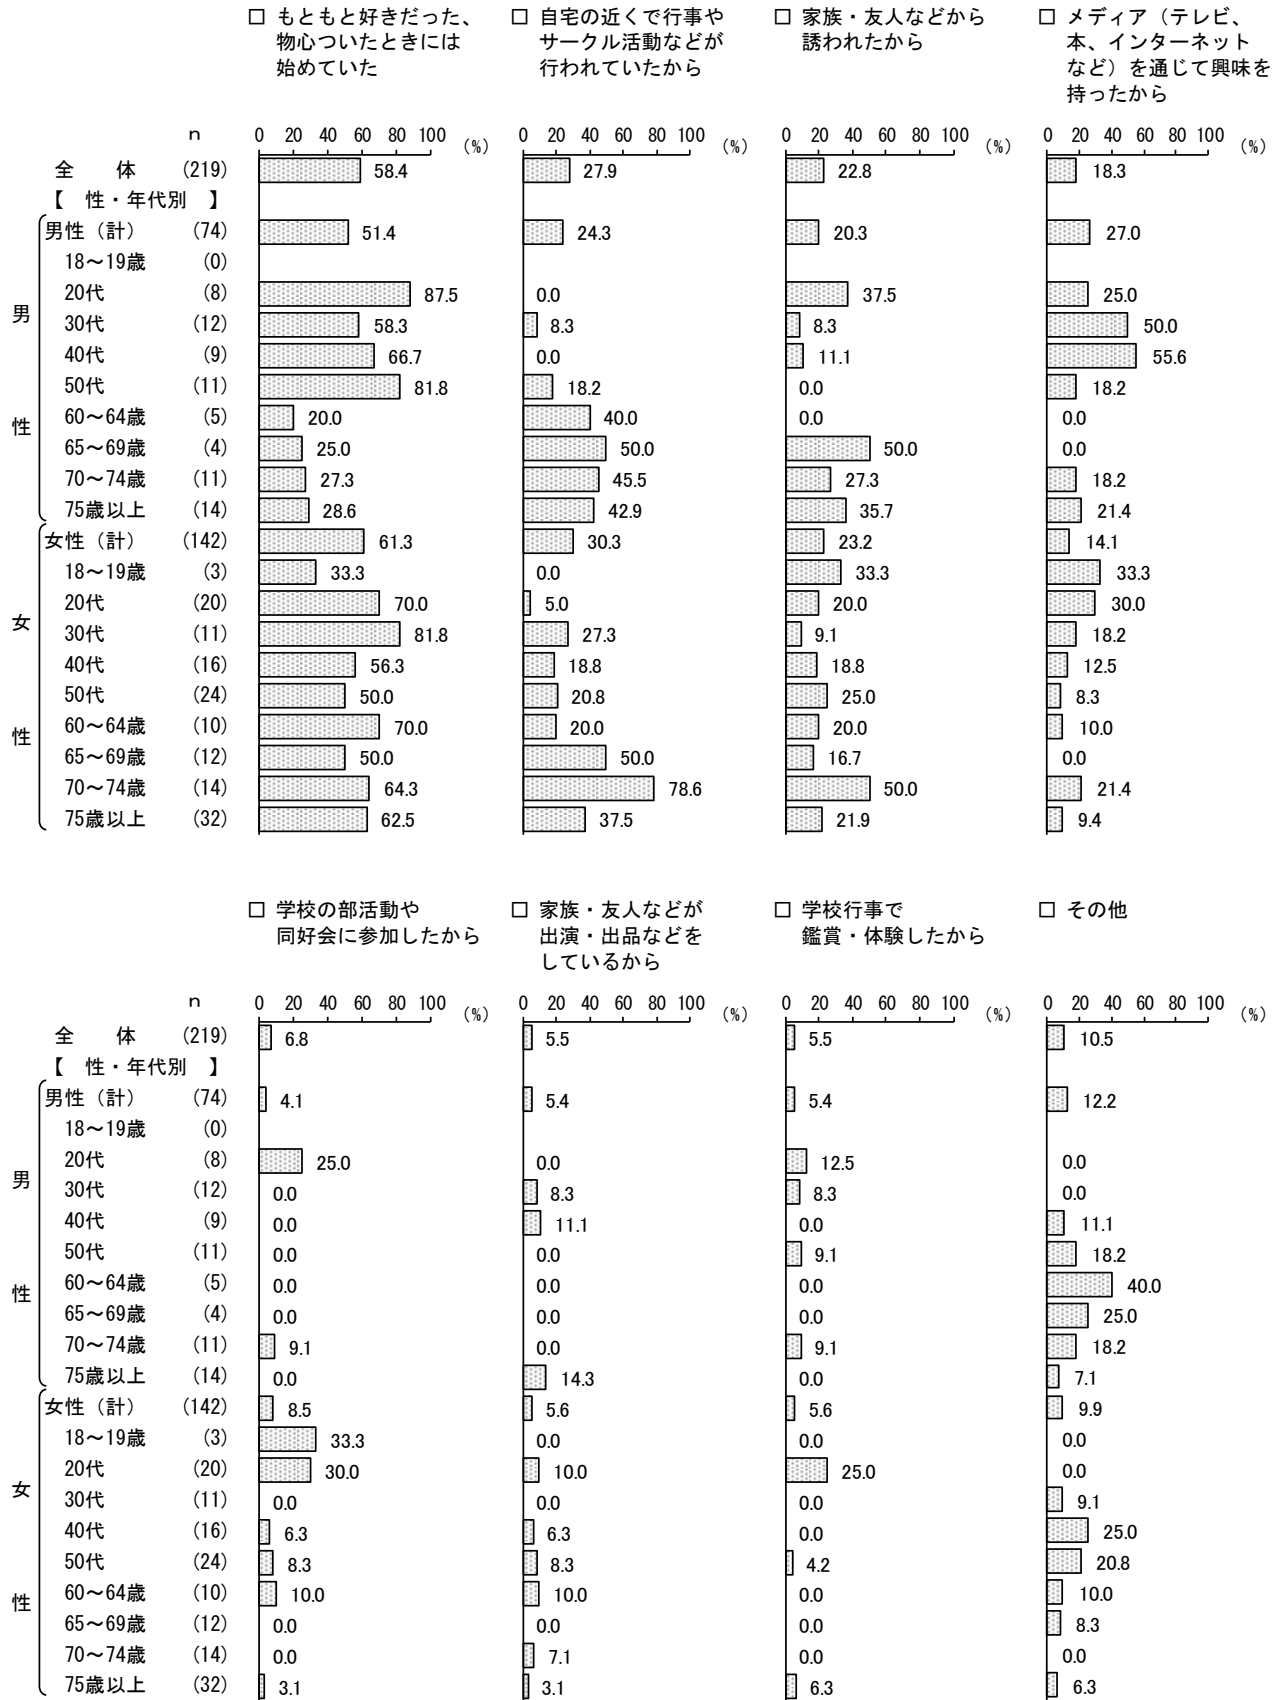 □ もともと好きだった、 □ 自宅の近くで行事や □ 家族・友人などから □ メディア（テレビ、
物心ついたときには サークル活動などが 誘われたから 本、インターネット
始めていた 行われていたから など）を通じて興味を
持ったから
n 0 20 40 60 80 100 (%) 0 20 40 60 80 100 (%) 0 20 40 60 80 100 (%) 0 20 40 60 80 100 (%)
全　体 (219) 58.4 27.9 22.8 18.3
【　性・年代別　】
男性（計） (74) 51.4 24.3 20.3 27.0
18～19歳 (0)
20代 (8) 87.5 0.0 37.5 25.0
男
30代 (12) 58.3 8.3 8.3 50.0
40代 (9) 66.7 0.0 11.1 55.6
50代 (11) 81.8 18.2 0.0 18.2
60～64歳 (5) 20.0 40.0 0.0 0.0
性
65～69歳 (4) 25.0 50.0 50.0 0.0
70～74歳 (11) 27.3 45.5 27.3 18.2
75歳以上 (14) 28.6 42.9 35.7 21.4
女性（計） (142) 61.3 30.3 23.2 14.1
18～19歳 (3) 33.3 0.0 33.3 33.3
20代 (20) 70.0 5.0 20.0 30.0
女
30代 (11) 81.8 27.3 9.1 18.2
40代 (16) 56.3 18.8 18.8 12.5
50代 (24) 50.0 20.8 25.0 8.3
60～64歳 (10) 70.0 20.0 20.0 10.0
性
65～69歳 (12) 50.0 50.0 16.7 0.0
70～74歳 (14) 64.3 78.6 50.0 21.4
75歳以上 (32) 62.5 37.5 21.9 9.4
□ 学校の部活動や □ 家族・友人などが □ 学校行事で □ その他
同好会に参加したから 出演・出品などを 鑑賞・体験したから
しているから
n 0 20 40 60 80 100 (%) 0 20 40 60 80 100 (%) 0 20 40 60 80 100 (%) 0 20 40 60 80 100 (%)
全　体 (219) 6.8 5.5 5.5 10.5
【　性・年代別　】
男性（計） (74) 4.1 5.4 5.4 12.2
18～19歳 (0)
20代 (8) 25.0 0.0 12.5 0.0
男
30代 (12) 0.0 8.3 8.3 0.0
40代 (9) 0.0 11.1 0.0 11.1
50代 (11) 0.0 0.0 9.1 18.2
60～64歳 (5) 0.0 0.0 0.0 40.0
性
65～69歳 (4) 0.0 0.0 0.0 25.0
70～74歳 (11) 9.1 0.0 9.1 18.2
75歳以上 (14) 0.0 14.3 0.0 7.1
女性（計） (142) 8.5 5.6 5.6 9.9
18～19歳 (3) 33.3 0.0 0.0 0.0
20代 (20) 30.0 10.0 25.0 0.0
女
30代 (11) 0.0 0.0 0.0 9.1
40代 (16) 6.3 6.3 0.0 25.0
50代 (24) 8.3 8.3 4.2 20.8
60～64歳 (10) 10.0 10.0 0.0 10.0
性
65～69歳 (12) 0.0 0.0 0.0 8.3
70～74歳 (14) 0.0 7.1 0.0 0.0
75歳以上 (32) 3.1 3.1 6.3 6.3